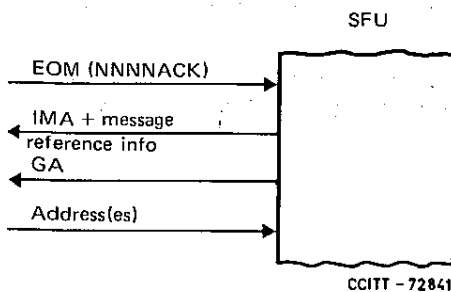 SFU
EOM (NNNNACK)
IMA + message
reference info
GA
Address(es)
CCITT - 72841